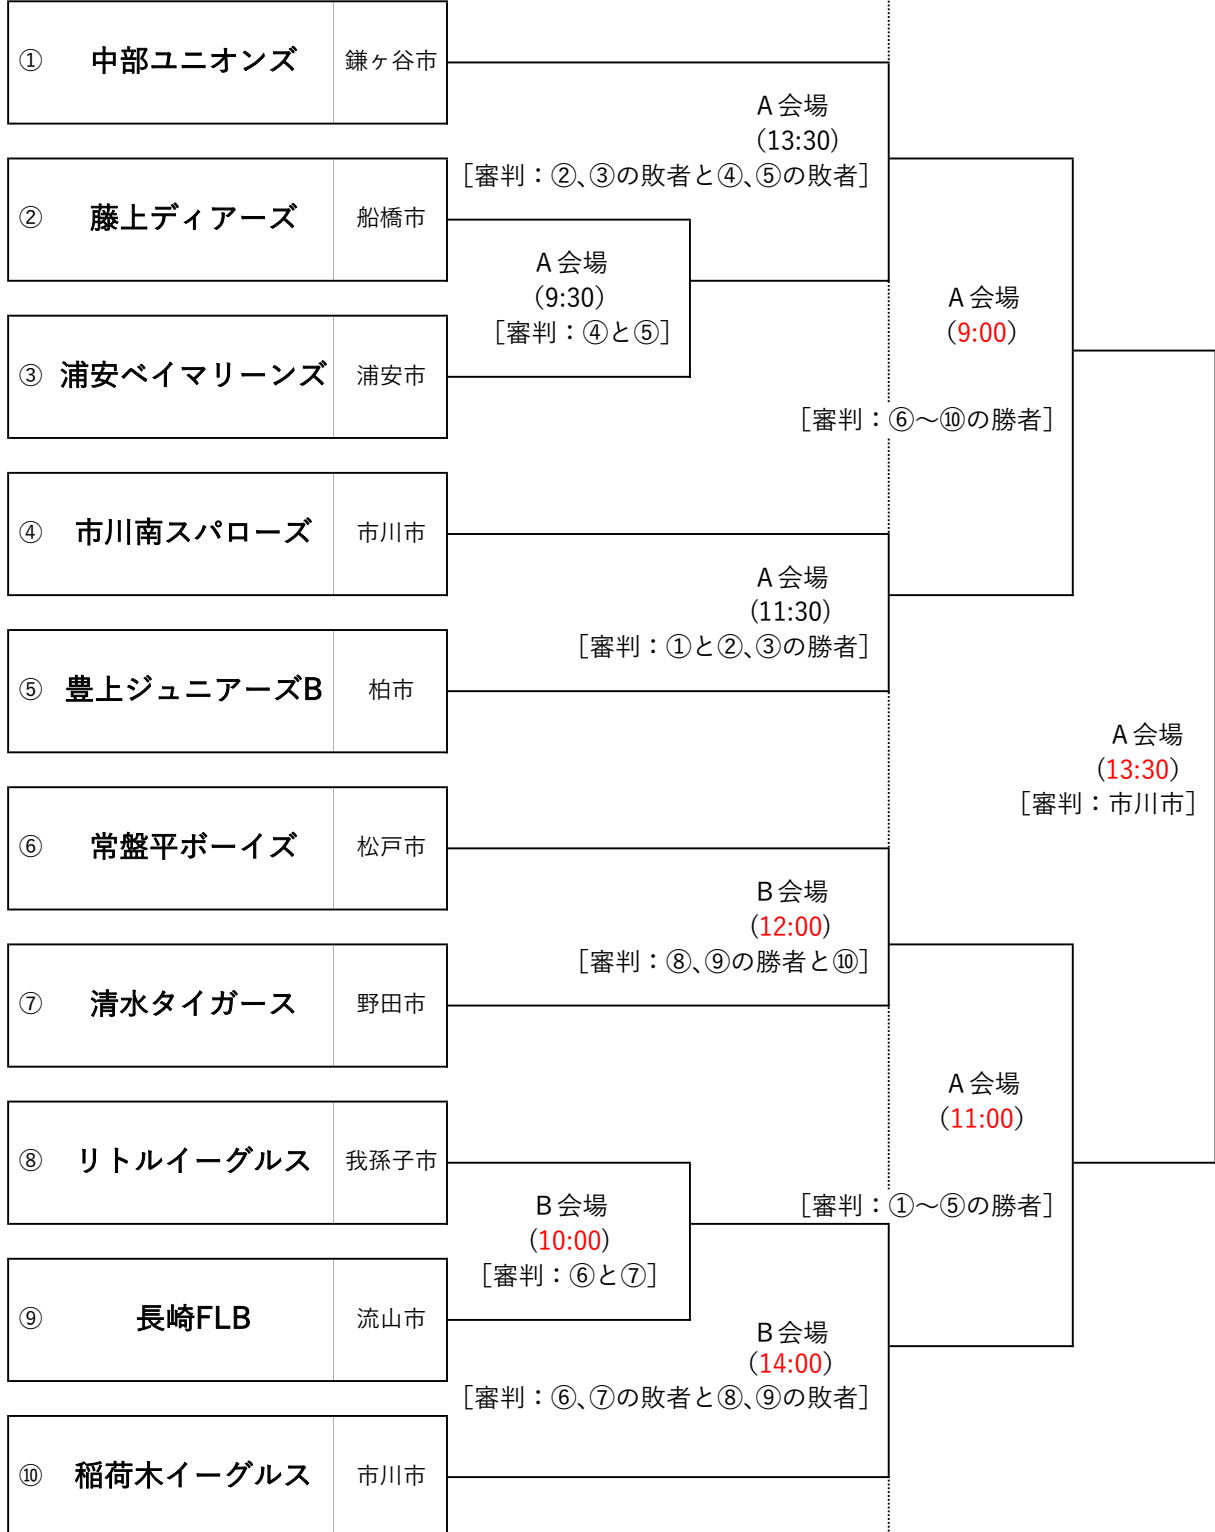 ① 中部ユニオンズ 鎌ヶ谷市
A会場
(13:30)
[審判：②、③の敗者と④、⑤の敗者]
② 藤上ディアーズ 船橋市
A会場
(9:30)
[審判：④と⑤]
A会場
(9:00)
③ 浦安ベイマリーンズ 浦安市
[審判：⑥～⑩の勝者]
④ 市川南スパローズ 市川市
A会場
(11:30)
[審判：①と②、③の勝者]
⑤ 豊上ジュニアーズB 柏市
A会場
(13:30)
[審判：市川市]
⑥ 常盤平ボーイズ 松戸市
B会場
(12:00)
[審判：⑧、⑨の勝者と⑩]
⑦ 清水タイガース 野田市
A会場
(11:00)
⑧ リトルイーグルス 我孫子市
[審判：①～⑤の勝者]
B会場
(10:00)
[審判：⑥と⑦]
⑨ 長崎FLB 流山市
B会場
(14:00)
[審判：⑥、⑦の敗者と⑧、⑨の敗者]
⑩ 稲荷木イーグルス 市川市